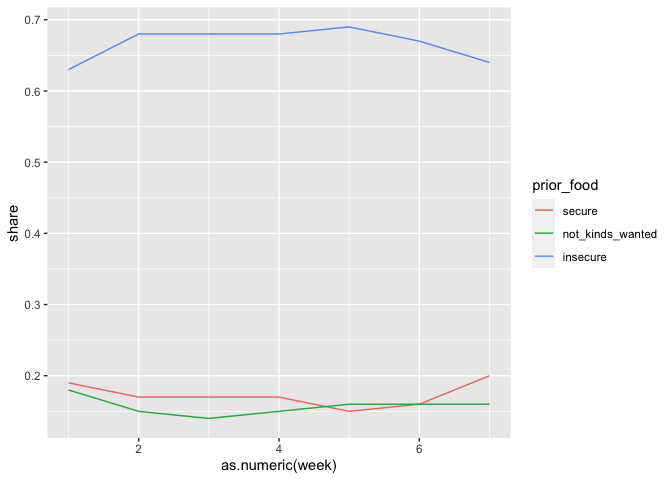 0.7
0.6
0.5
0.4
0.3
0.2
share
2
4
6
as.numeric(week)
prior_food
secure
not_kinds_wanted
insecure